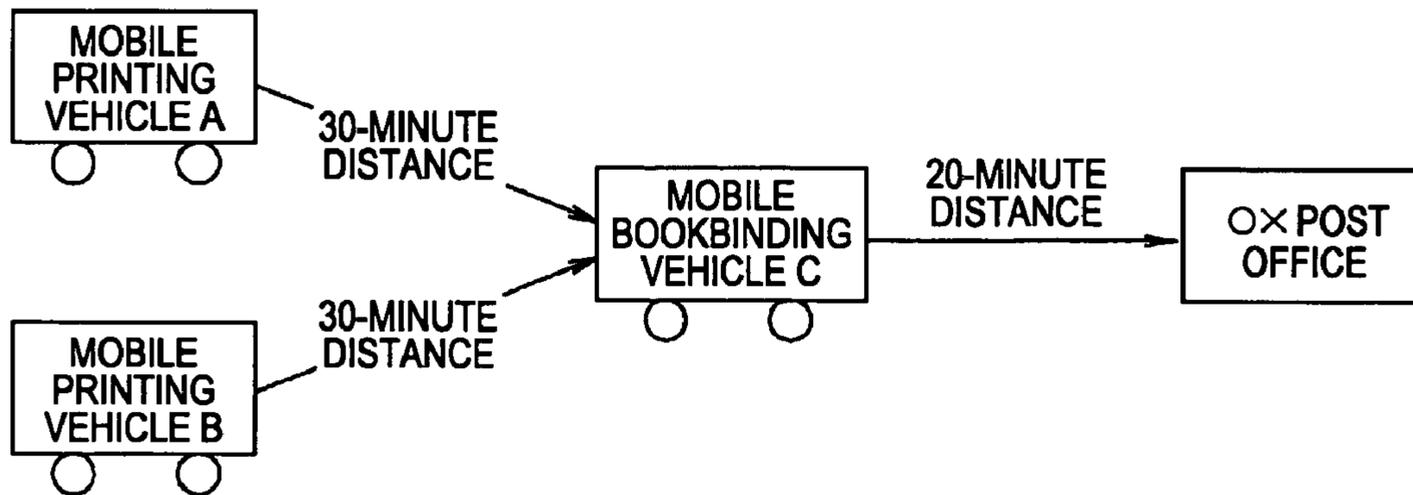 MOBILE
PRINTING
VEHICLE A
30-MINUTE
DISTANCE
MOBILE
PRINTING
VEHICLE B
30-MINUTE
DISTANCE
MOBILE
BOOKBINDING
VEHICLE C
20-MINUTE
DISTANCE
○× POST
OFFICE